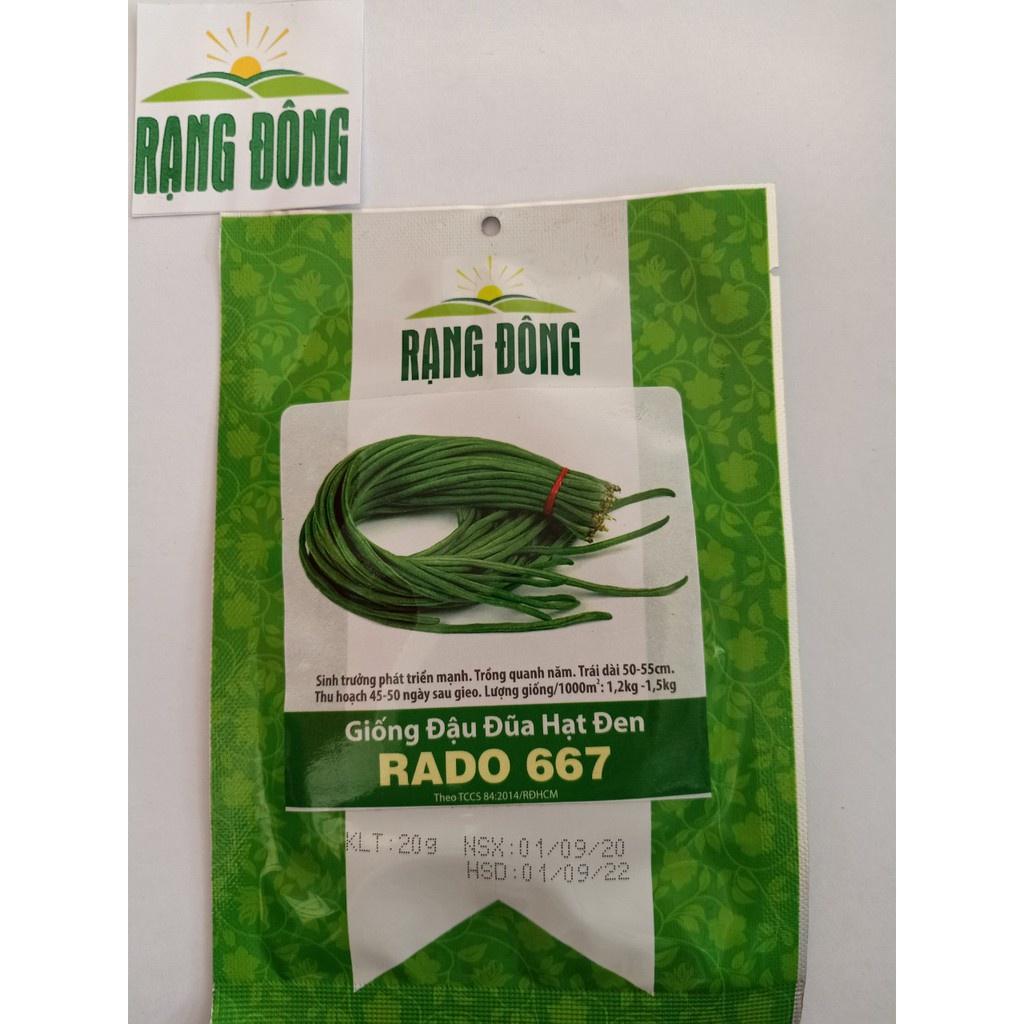 RẠNG ĐÔNG
RẠNG ĐÔNG
Sinh trưởng phát triển mạnh. Trồng quanh năm. Trái dài 50-55cm.
Thu hoạch 45-50 ngày sau gieo. Lượng giống/1000m²: 1,2kg -1,5kg
Giống Đậu Đũa Hạt Đen
RADO 667
Theo TCCS 84:2014/RĐHCM
KLT:20g NSX:01/09/20
HSD:01/09/22